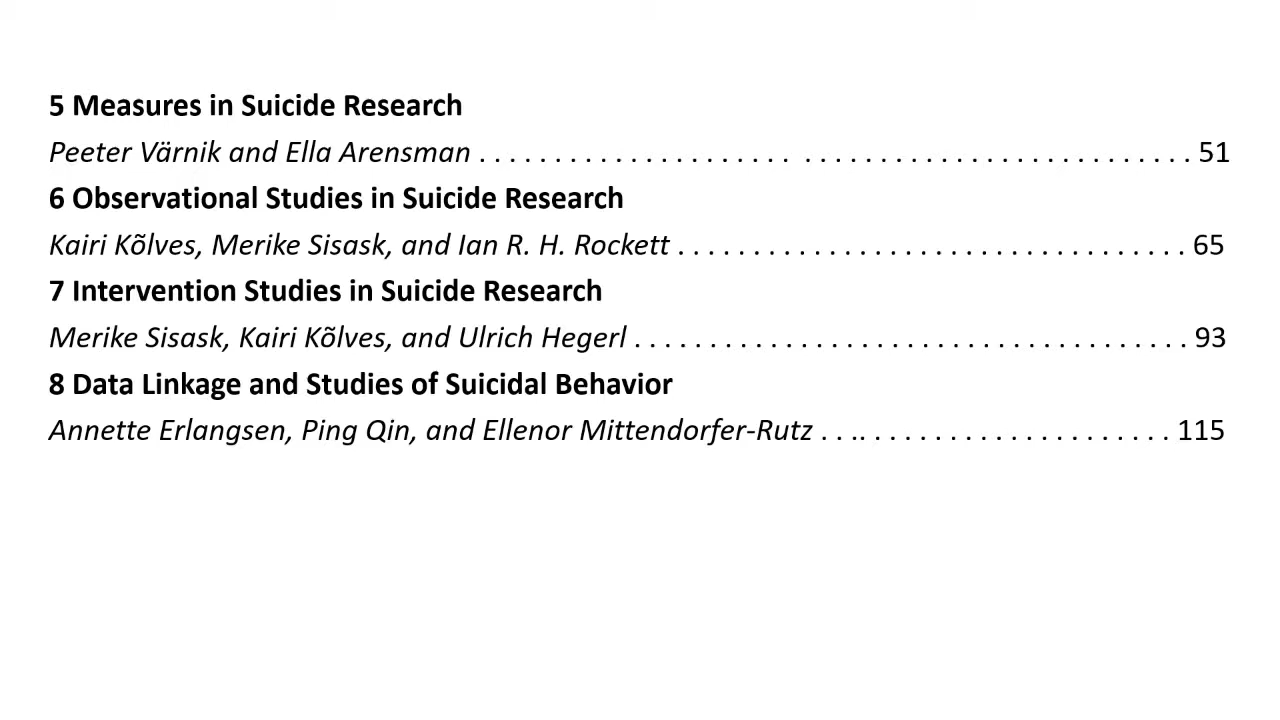 5 Measures in Suicide Research
Peeter Värnik and Ella Arensman . . . . . . . . . . . . . . . . . . . . . . . . . . . . . . . . . . . . . . . . . . . . . . . 51
6 Observational Studies in Suicide Research
Kairi Kõlves, Merike Sisask, and Ian R. H. Rockett . . . . . . . . . . . . . . . . . . . . . . . . . . . . . . . . . . 65
7 Intervention Studies in Suicide Research
Merike Sisask, Kairi Kõlves, and Ulrich Hegerl . . . . . . . . . . . . . . . . . . . . . . . . . . . . . . . . . . . . . 93
8 Data Linkage and Studies of Suicidal Behavior
Annette Erlangsen, Ping Qin, and Ellenor Mittendorfer-Rutz . . .. . . . . . . . . . . . . . . . . . . . . 115